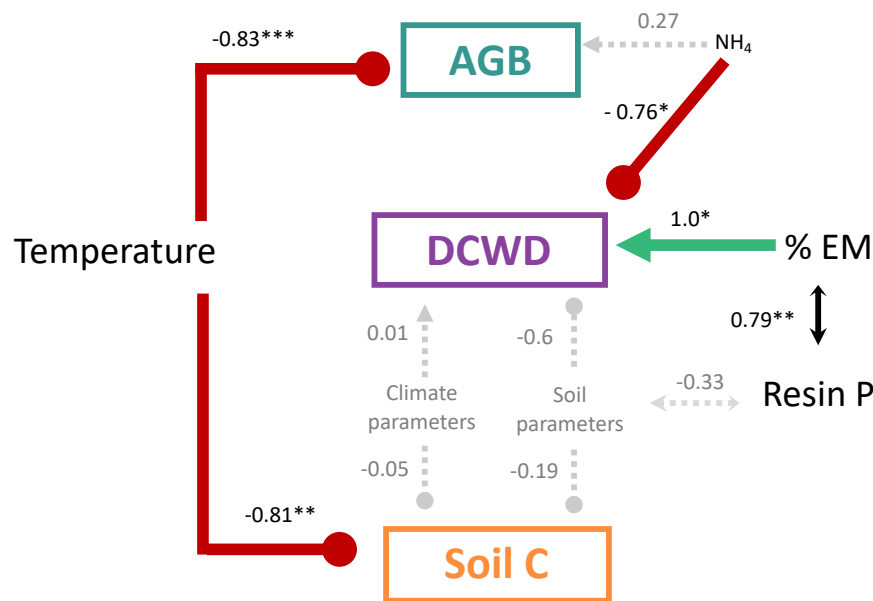 -0.83***
0.27
AGB
NH₄
- 0.76*
1.0*
Temperature
DCWD
% EM
0.01
-0.6
0.79**
Climate
parameters
Soil
parameters
-0.33
Resin P
-0.05
-0.19
-0.81**
Soil C